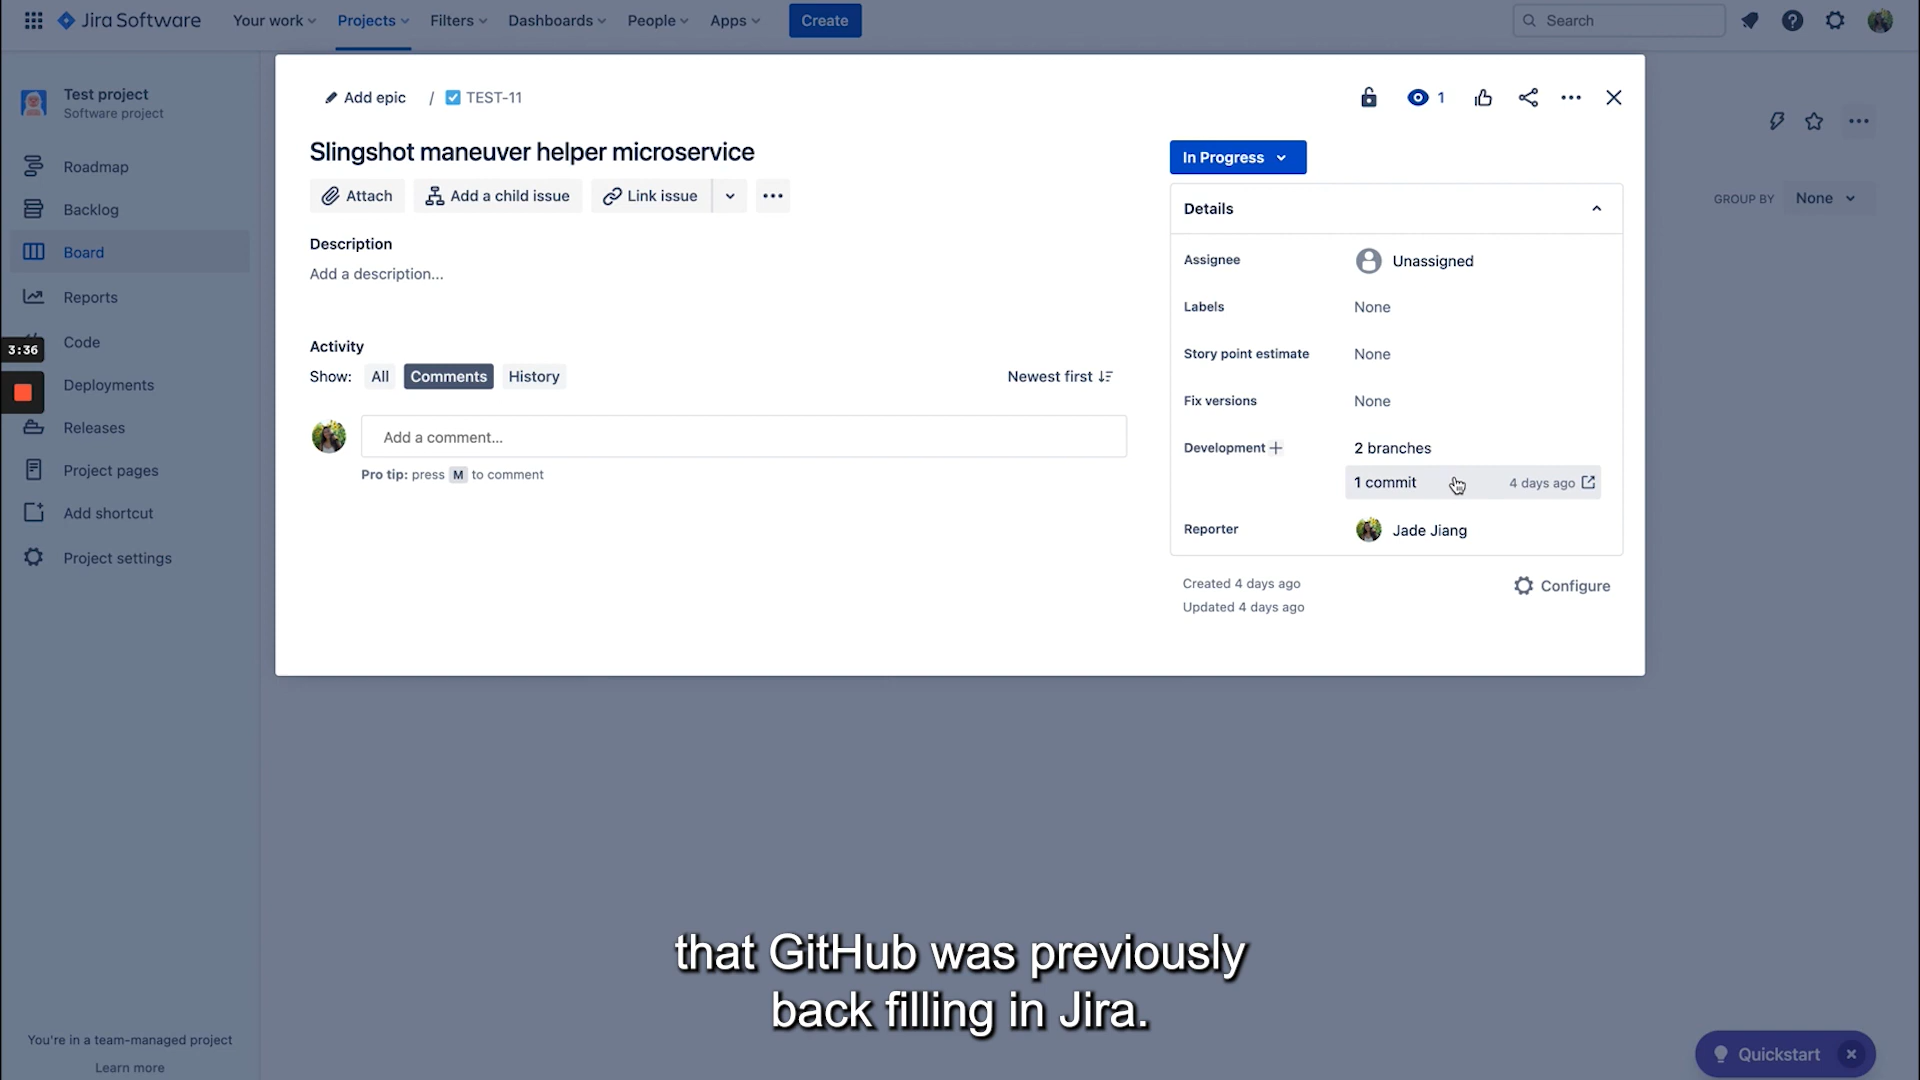 Jira Software
Your work
Projects
Filters
Dashboards
People
Apps
Create
Search
Test project
Software project
Roadmap
Backlog
Board
Reports
Code
3:36
Deployments
Releases
Project pages
Add shortcut
Project settings
You're in a team-managed project
Learn more
GROUP BY None
Add epic / TEST-11
1
Slingshot maneuver helper microservice
Attach
Add a child issue
Link issue
Description
Add a description...
Activity
Show: All Comments History
Newest first
Add a comment...
Pro tip: press M to comment
In Progress
Details
Assignee Unassigned
Labels None
Story point estimate None
Fix versions None
Development 2 branches
1 commit 4 days ago
Reporter Jade Jiang
Created 4 days ago
Updated 4 days ago
Configure
that GitHub was previously
back filling in Jira.
Quickstart